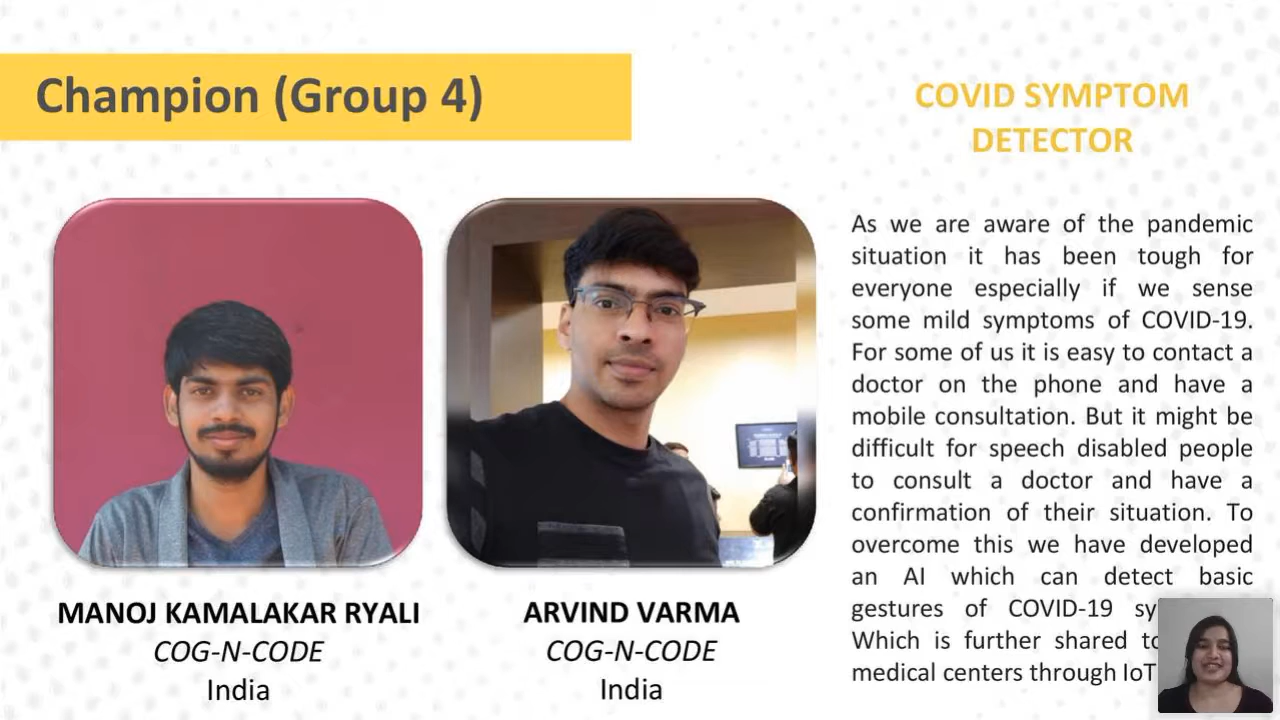 Champion (Group 4)
COVID SYMPTOM
DETECTOR
As we are aware of the pandemic
situation it has been tough for
everyone especially if we sense
some mild symptoms of COVID-19.
For some of us it is easy to contact a
doctor on the phone and have a
mobile consultation. But it might be
difficult for speech disabled people
to consult a doctor and have a
confirmation of their situation. To
overcome this we have developed
an AI which can detect basic
gestures of COVID-19 sy
Which is further shared to
medical centers through IoT
MANOJ KAMALAKAR RYALI
COG-N-CODE
India
ARVIND VARMA
COG-N-CODE
India